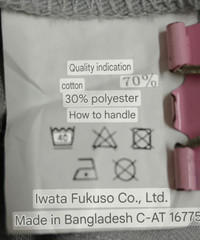 Quality indication
cotton 70%
30% polyester
How to handle
40
Iwata Fukuso Co., Ltd.
Made in Bangladesh C-AT 16775